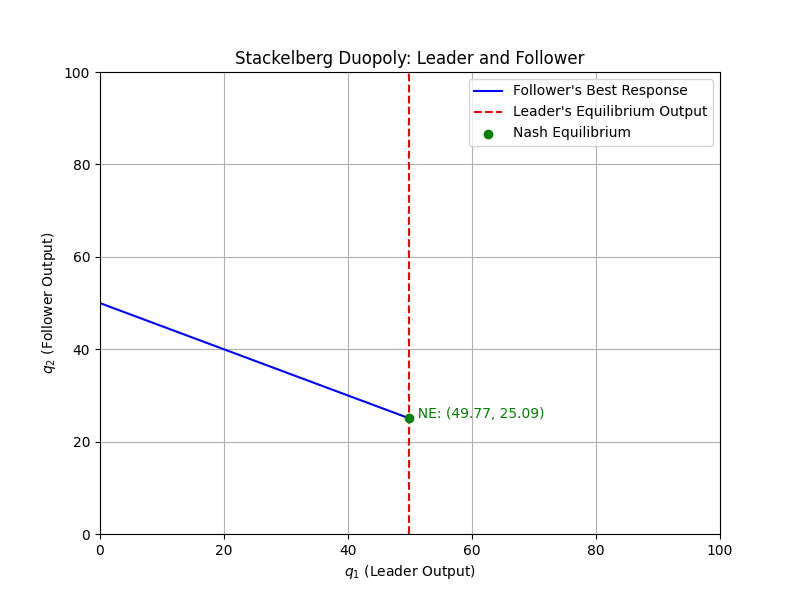 Stackelberg Duopoly: Leader and Follower
100
80
60
40
20
0
q₂ (Follower Output)
Follower's Best Response
Leader's Equilibrium Output
Nash Equilibrium
NE: (49.77, 25.09)
0 20 40 60 80 100
q₁ (Leader Output)